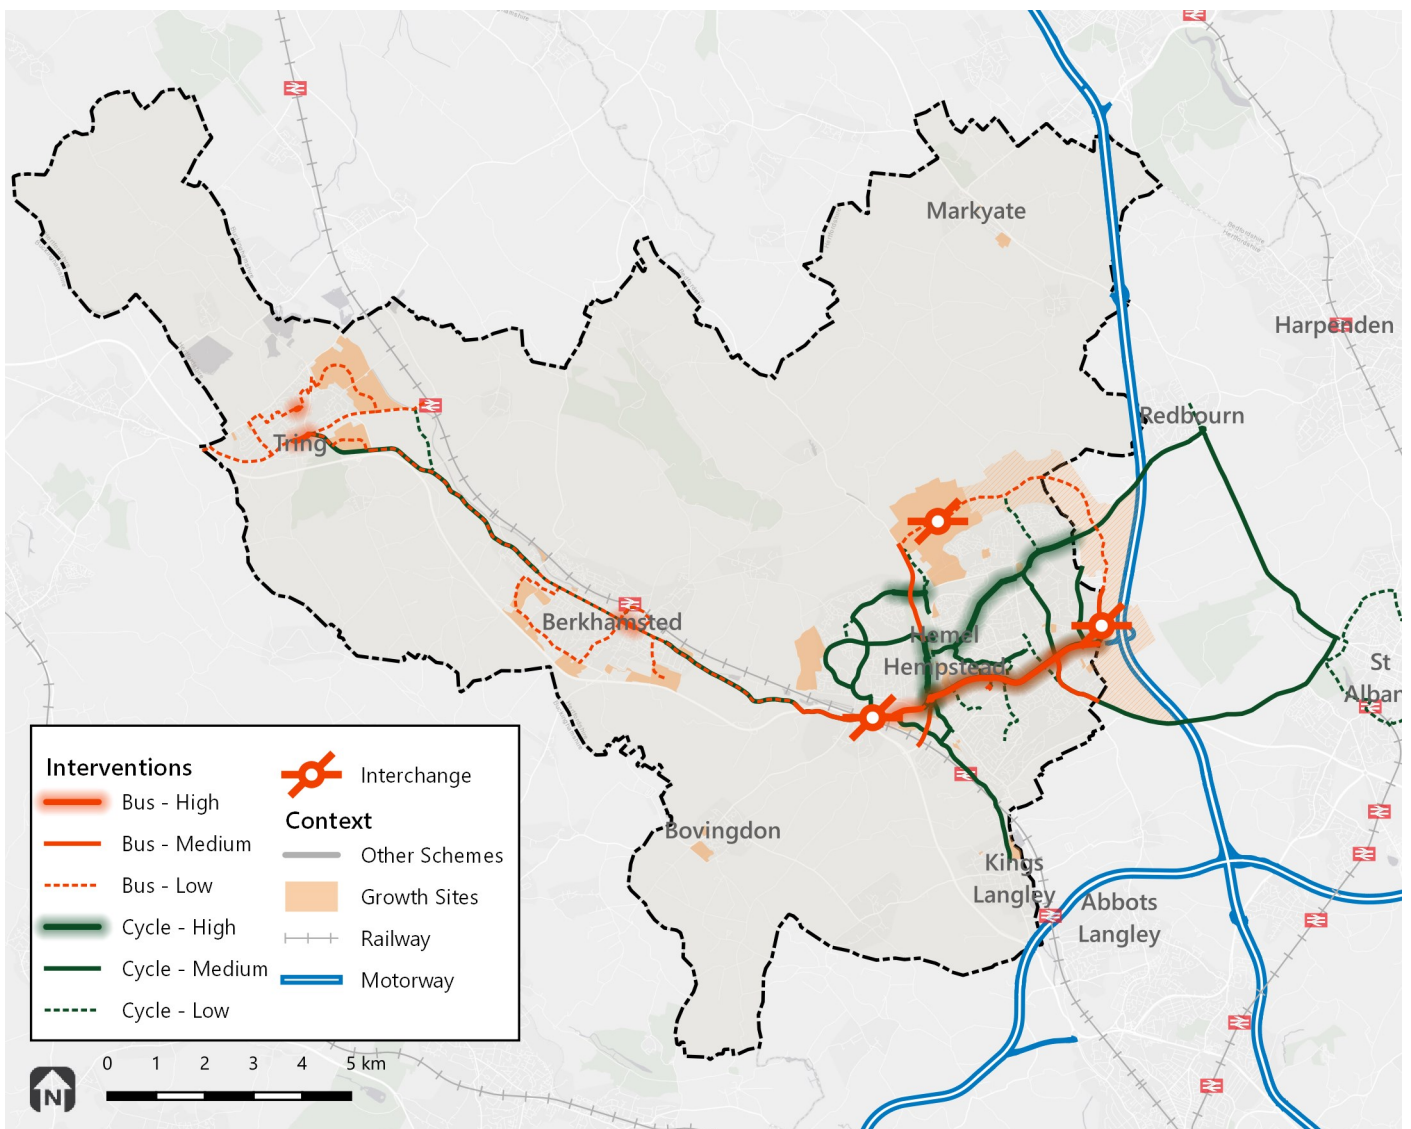 Markyate
Harpenden
Redbourn
Tring
Berkhamsted
Hemel
Hempstead
St
Alban
Bovingdon
Kings
Langley
Abbots
Langley
Interventions
Bus - High
Bus - Medium
Bus - Low
Cycle - High
Cycle - Medium
Cycle - Low
Interchange
Context
Other Schemes
Growth Sites
Railway
Motorway
0 1 2 3 4 5 km
N